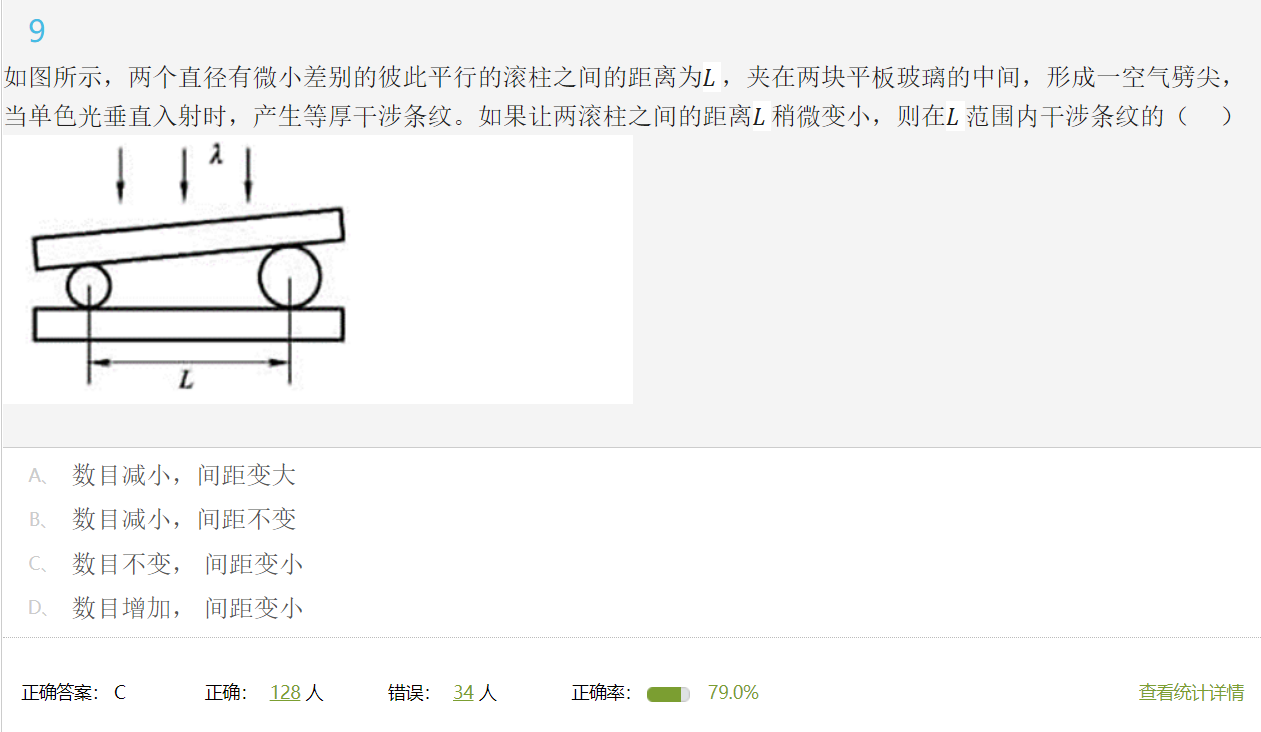 9
如图所示，两个直径有微小差别的彼此平行的滚柱之间的距离为L，夹在两块平板玻璃的中间，形成一空气劈尖，
当单色光垂直入射时，产生等厚干涉条纹。如果让两滚柱之间的距离L稍微变小，则在L范围内干涉条纹的（ ）
λ
L
A、 数目减小，间距变大
B、 数目减小，间距不变
C、 数目不变， 间距变小
D、 数目增加， 间距变小
正确答案： C 正确： 128 人 错误： 34 人 正确率： 79.0% 查看统计详情